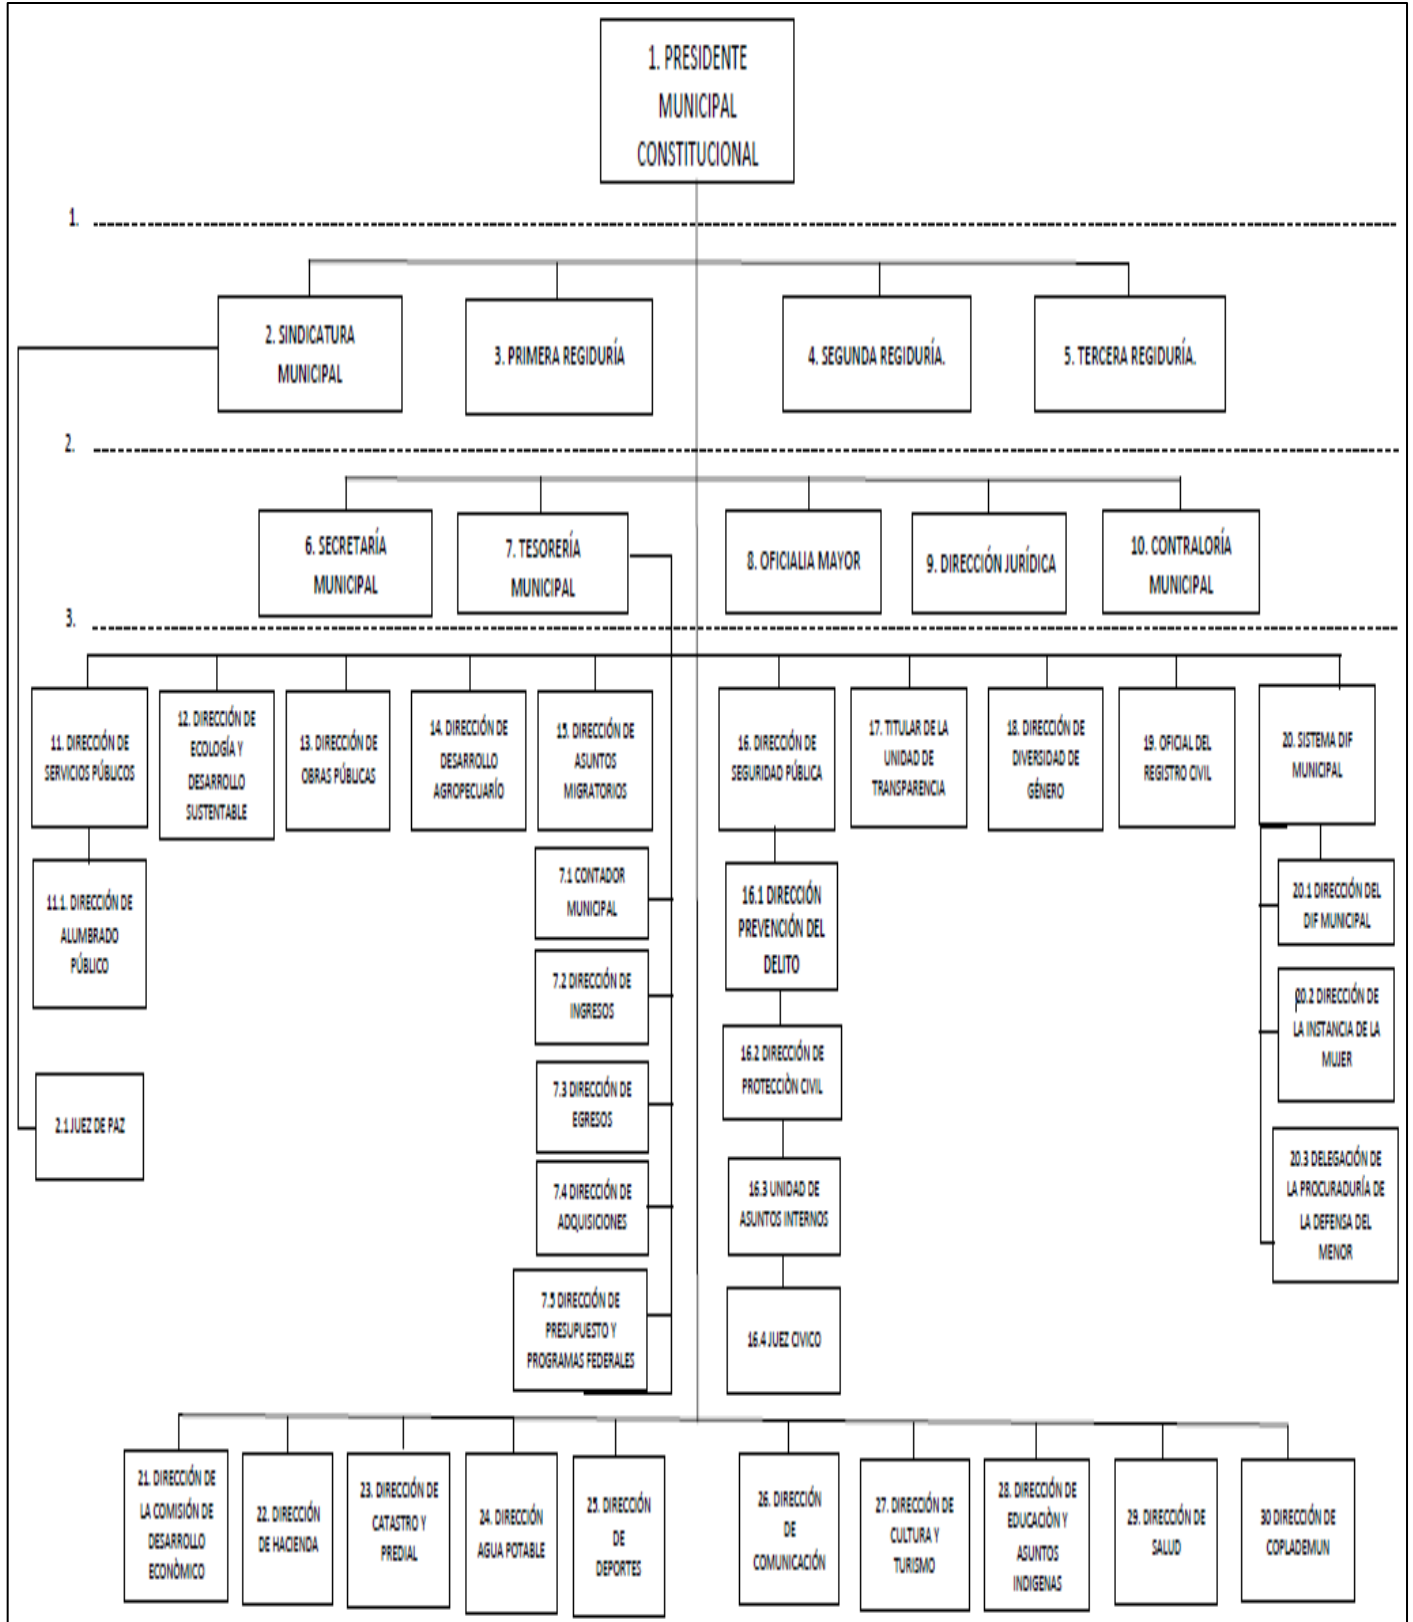 1. PRESIDENTE
MUNICIPAL
CONSTITUCIONAL
1.
2. SINDICATURA
MUNICIPAL
3. PRIMERA REGIDURÍA
4. SEGUNDA REGIDURÍA.
5. TERCERA REGIDURÍA.
2.
6. SECRETARÍA
MUNICIPAL
7. TESORERÍA
MUNICIPAL
8. OFICIALIA MAYOR
9. DIRECCIÓN JURÍDICA
10. CONTRALORÍA
MUNICIPAL
3.
11. DIRECCIÓN DE
SERVICIOS PÚBLICOS
12. DIRECCIÓN DE
ECOLOGÍA Y
DESARROLLO
SUSTENTABLE
13. DIRECCIÓN DE
OBRAS PÚBLICAS
14. DIRECCIÓN DE
DESARROLLO
AGROPECUARÍO
15. DIRECCIÓN DE
ASUNTOS
MIGRATORIOS
16. DIRECCIÓN DE
SEGURIDAD PÚBLICA
17. TITULAR DE LA
UNIDAD DE
TRANSPARENCIA
18. DIRECCIÓN DE
DIVERSIDAD DE
GÉNERO
19. OFICIAL DEL
REGISTRO CIVIL
20. SISTEMA DIF
MUNICIPAL
11.1. DIRECCIÓN DE
ALUMBRADO
PÚBLICO
7.1 CONTADOR
MUNICIPAL
7.2 DIRECCIÓN DE
INGRESOS
7.3 DIRECCIÓN DE
EGRESOS
7.4 DIRECCIÓN DE
ADQUISICIONES
7.5 DIRECCIÓN DE
PRESUPUESTO Y
PROGRAMAS FEDERALES
16.1 DIRECCIÓN
PREVENCIÓN DEL
DELITO
16.2 DIRECCIÓN DE
PROTECCIÒN CIVIL
16.3 UNIDAD DE
ASUNTOS INTERNOS
16.4 JUEZ CIVICO
20.1 DIRECCIÓN DEL
DIF MUNICIPAL
20.2 DIRECCIÓN DE
LA INSTANCIA DE LA
MUJER
20.3 DELEGACIÓN DE
LA PROCURADURÍA DE
LA DEFENSA DEL
MENOR
2.1 JUEZ DE PAZ
21. DIRECCIÓN DE
LA COMISIÓN DE
DESARROLLO
ECONÒMICO
22. DIRECCIÓN
DE HACIENDA
23. DIRECCIÓN DE
CATASTRO Y
PREDIAL
24. DIRECCIÓN
AGUA POTABLE
25. DIRECCIÓN
DE
DEPORTES
26. DIRECCIÓN
DE
COMUNICACIÓN
27. DIRECCIÓN DE
CULTURA Y
TURISMO
28. DIRECCIÓN DE
EDUCACIÒN Y
ASUNTOS
INDIGENAS
29. DIRECCIÓN DE
SALUD
30 DIRECCIÓN DE
COPLADEMUN